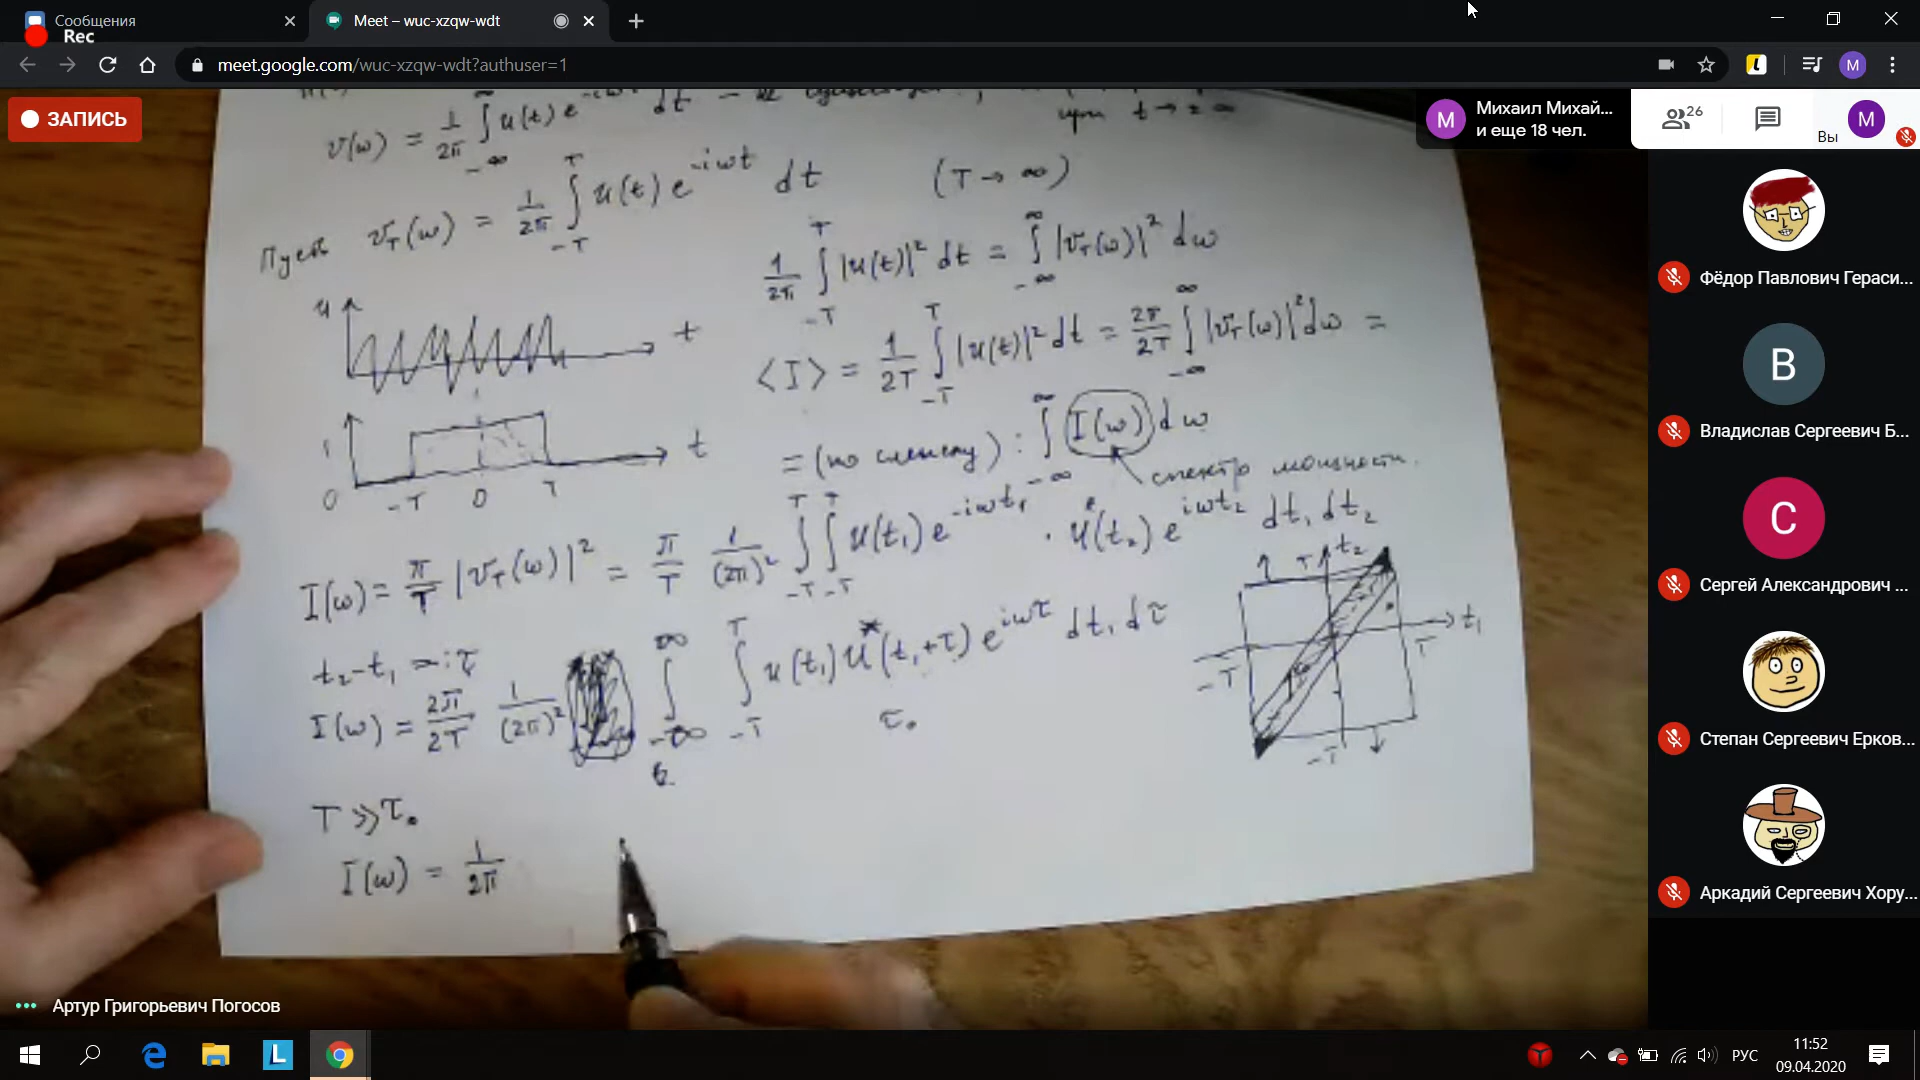 Сообщения
Meet – wuc-xzqw-wdt
Rec
meet.google.com/wuc-xzqw-wdt?authuser=1
M
ЗАПИСЬ
M
Михаил Михай...
и еще 18 чел.
26
Вы
M
v(ω) = 1/2π ∫ u(t) e dt
-∞
при t → ± ∞
Пусть v_T(ω) = 1/2π ∫_{-T}^{T} u(t) e^{-iωt} dt (T → ∞)
1/2π ∫_{-T}^{T} |u(t)|² dt = ∫_{-∞}^{∞} |v_T(ω)|² dω
u t
<I> = 1/2T ∫_{-T}^{T} |u(t)|² dt = 2π/2T ∫_{-∞}^{∞} |v_T(ω)|² dω =
1 0 -T 0 T t
= (по смыслу) : ∫_{-∞}^{∞} I(ω) dω
спектр мощности.
I(ω) = π/T |v_T(ω)|² = π/T 1/(2π)² ∫_{-T}^{T} ∫_{-T}^{T} u(t₁) e^{-iωt₁} · u*(t₂) e^{iωt₂} dt₁ dt₂
t₂-t₁ =: τ
I(ω) = 2π/2T 1/(2π)² ∫_{-∞}^{∞} ∫_{-T}^{T} u(t₁) u*(t₁+τ) e^{iωτ} dt₁ dτ
τ₀
T t₂
t₁
-T T
-T
T ≫ τ₀
I(ω) = 1/2π
Фёдор Павлович Гераси...
В
Владислав Сергеевич Б...
С
Сергей Александрович ...
Степан Сергеевич Ерков...
Аркадий Сергеевич Хору...
Артур Григорьевич Погосов
L
РУС
11:52
09.04.2020